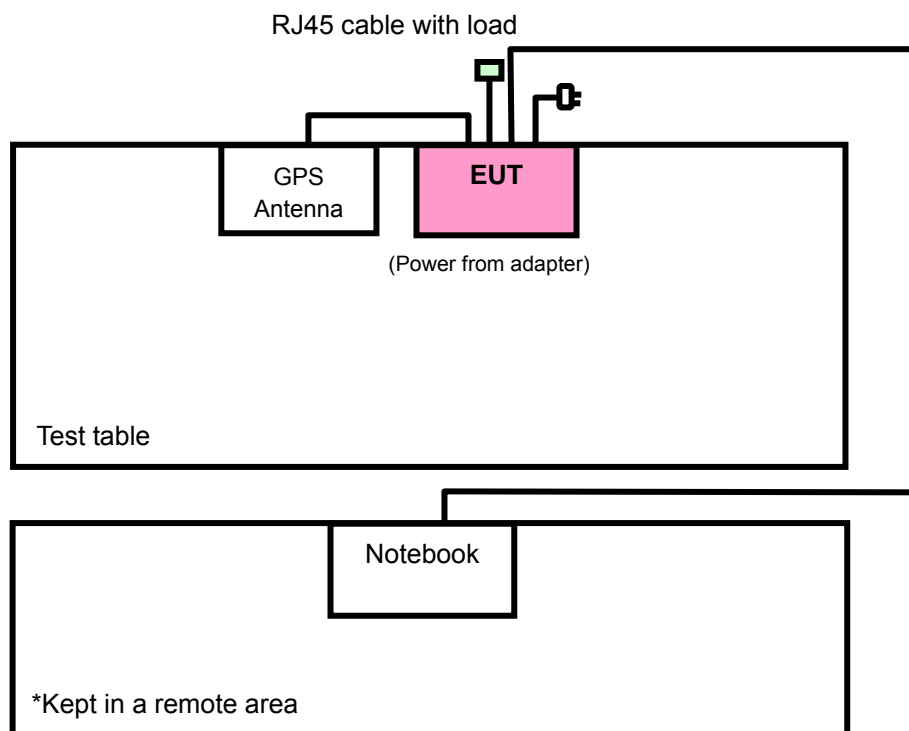 RJ45 cable with load
GPS
Antenna
EUT
(Power from adapter)
Test table
Notebook
*Kept in a remote area